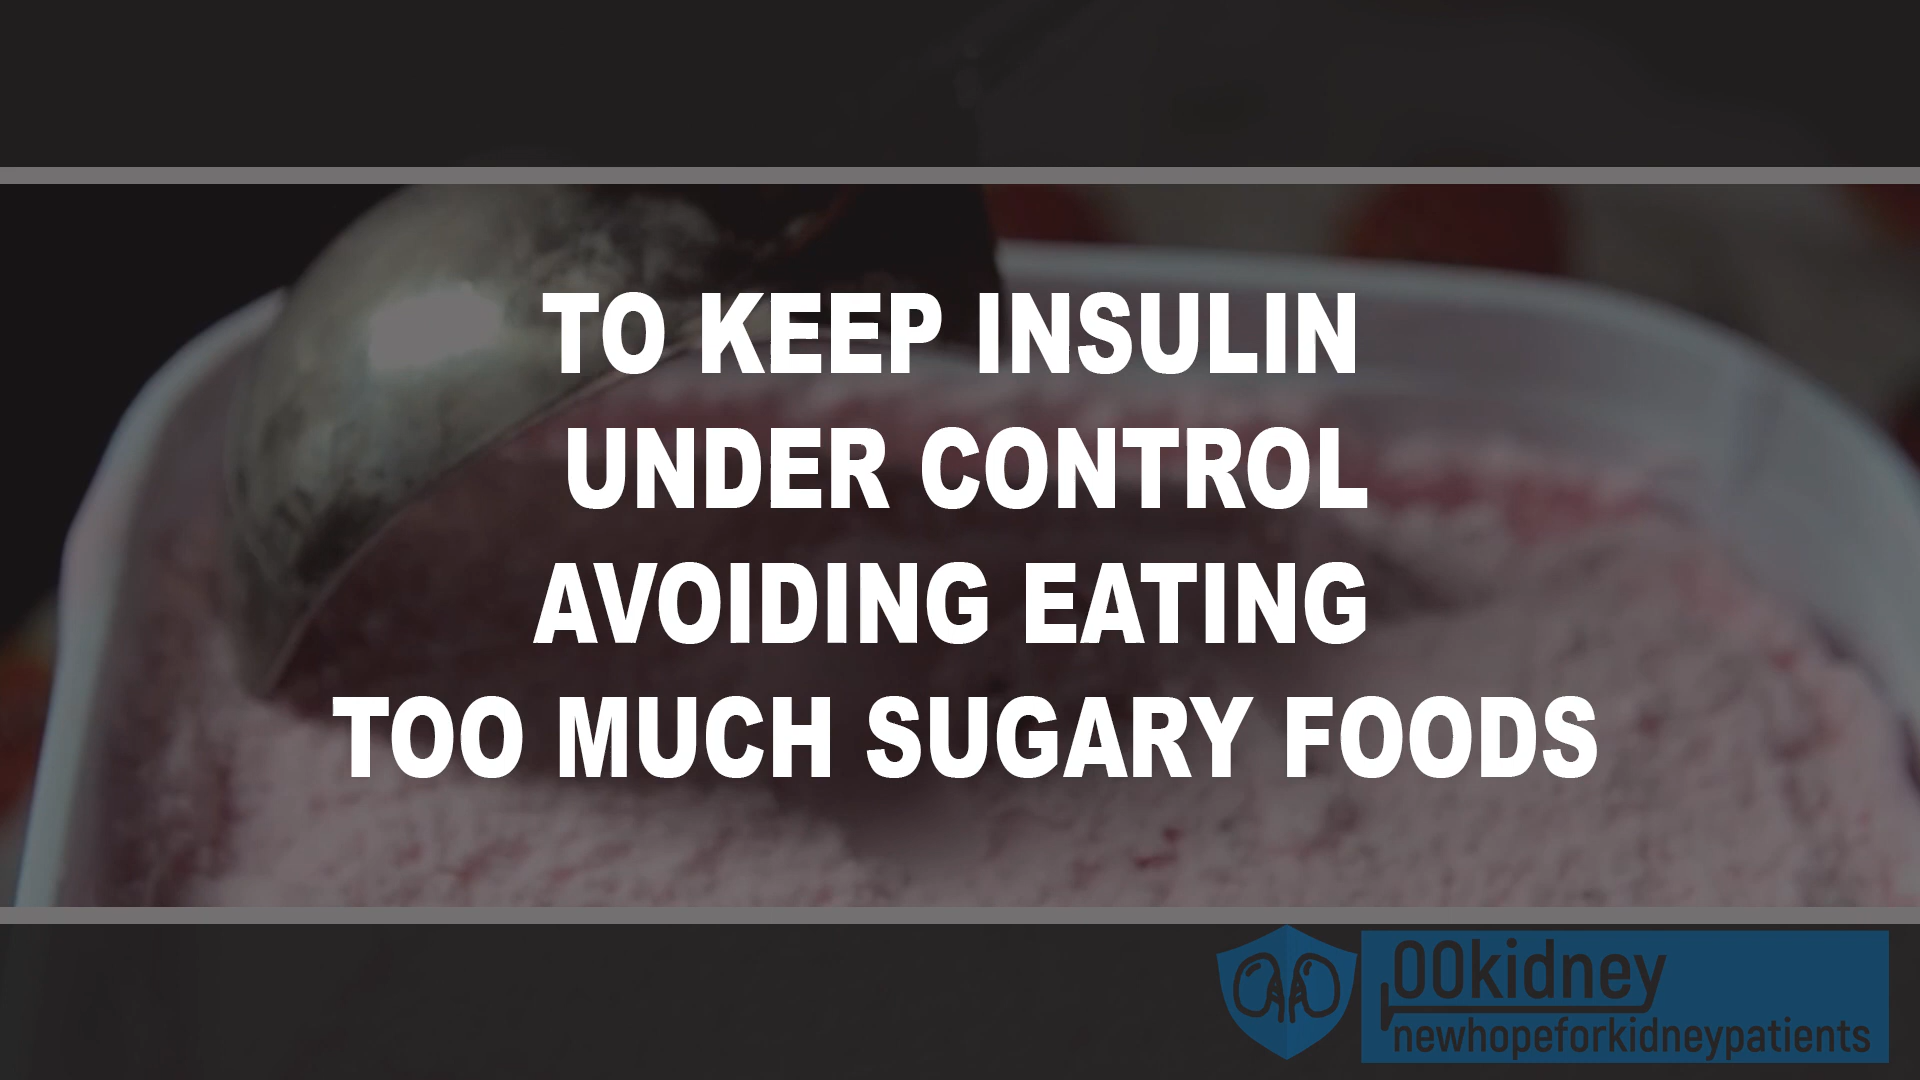 TO KEEP INSULIN
UNDER CONTROL
AVOIDING EATING
TOO MUCH SUGARY FOODS
00kidney
newhopeforkidneypatients